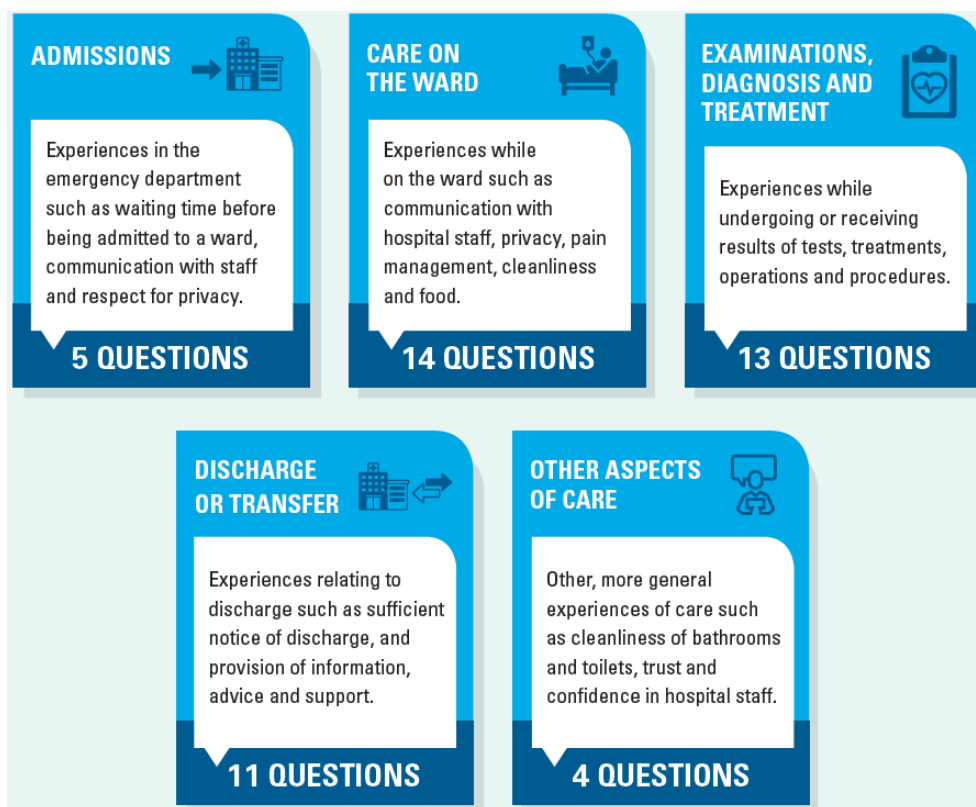 ADMISSIONS
Experiences in the
emergency department
such as waiting time before
being admitted to a ward,
communication with staff
and respect for privacy.
5 QUESTIONS
CARE ON
THE WARD
Experiences while
on the ward such as
communication with
hospital staff, privacy, pain
management, cleanliness
and food.
14 QUESTIONS
EXAMINATIONS,
DIAGNOSIS AND
TREATMENT
Experiences while
undergoing or receiving
results of tests, treatments,
operations and procedures.
13 QUESTIONS
DISCHARGE
OR TRANSFER
Experiences relating to
discharge such as sufficient
notice of discharge, and
provision of information,
advice and support.
11 QUESTIONS
OTHER ASPECTS
OF CARE
Other, more general
experiences of care such
as cleanliness of bathrooms
and toilets, trust and
confidence in hospital staff.
4 QUESTIONS